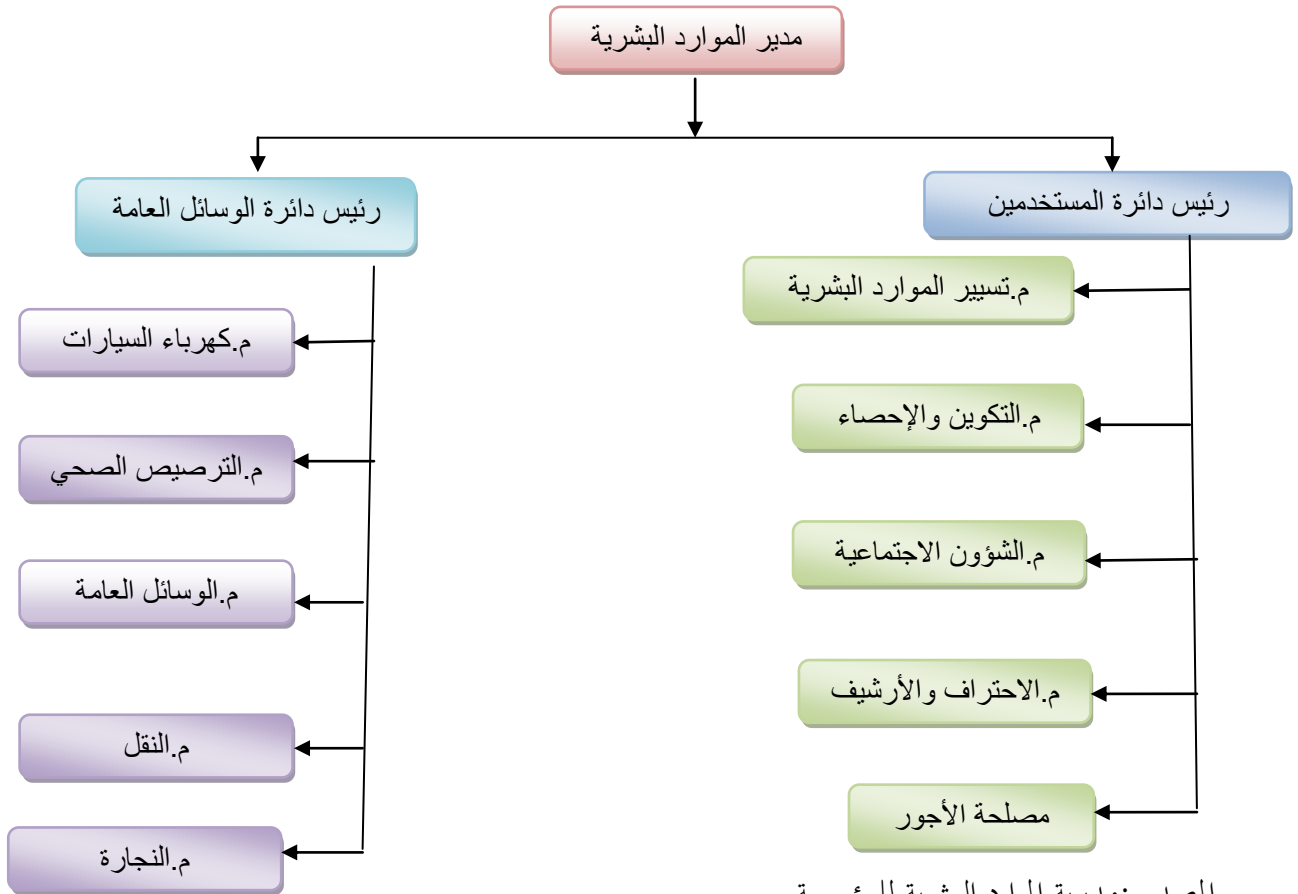 مدير الموارد البشرية
رئيس دائرة المستخدمين
رئيس دائرة الوسائل العامة
م.تسيير الموارد البشرية
م.التكوين والإحصاء
م.الشؤون الاجتماعية
م.الاحتراف والأرشيف
مصلحة الأجور
م.كهرباء السيارات
م.الترصيص الصحي
م.الوسائل العامة
م.النقل
م.النجارة